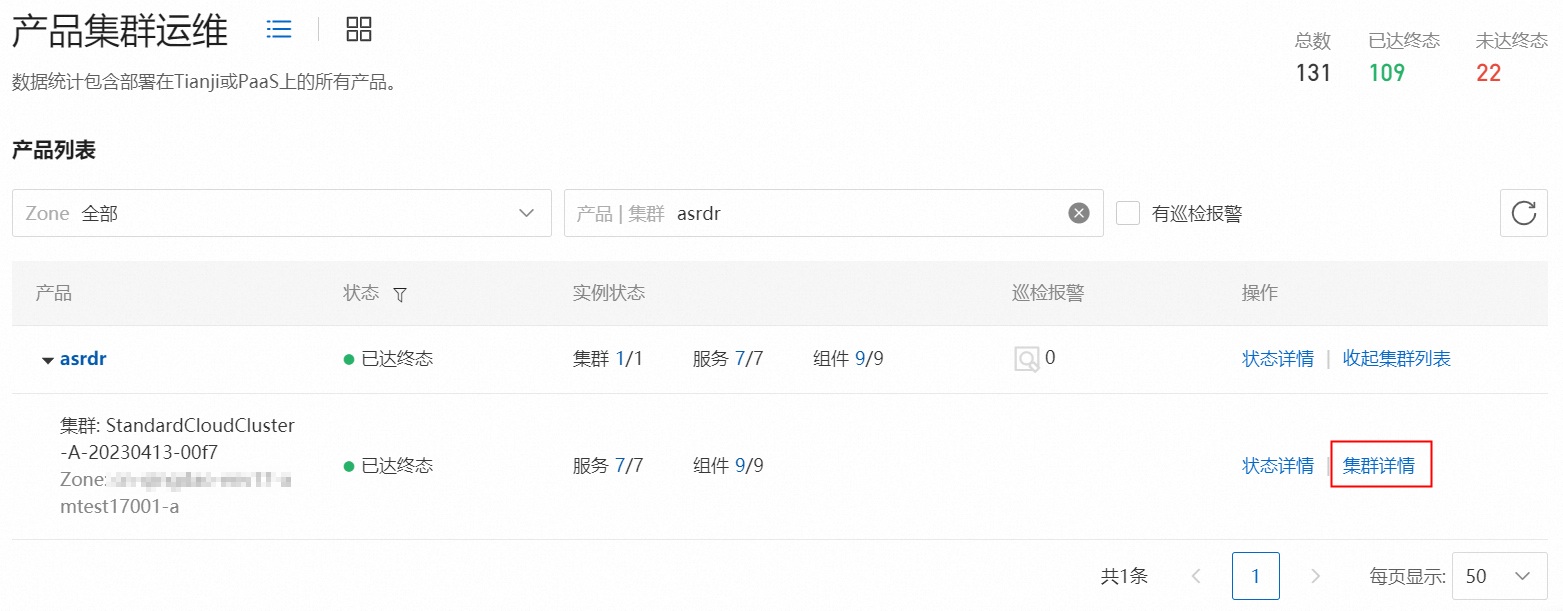 产品集群运维
总数 已达终态 未达终态
131 109 22
数据统计包含部署在Tianji或PaaS上的所有产品。
产品列表
Zone 全部 产品 | 集群 asrdr 有巡检报警
产品 状态 实例状态 巡检报警 操作
asrdr 已达终态 集群 1/1 服务 7/7 组件 9/9 0 状态详情 | 收起集群列表
集群: StandardCloudCluster
-A-20230413-00f7
已达终态 服务 7/7 组件 9/9 状态详情 | 集群详情
Zone:
amtest17001-a
共1条 1 每页显示: 50